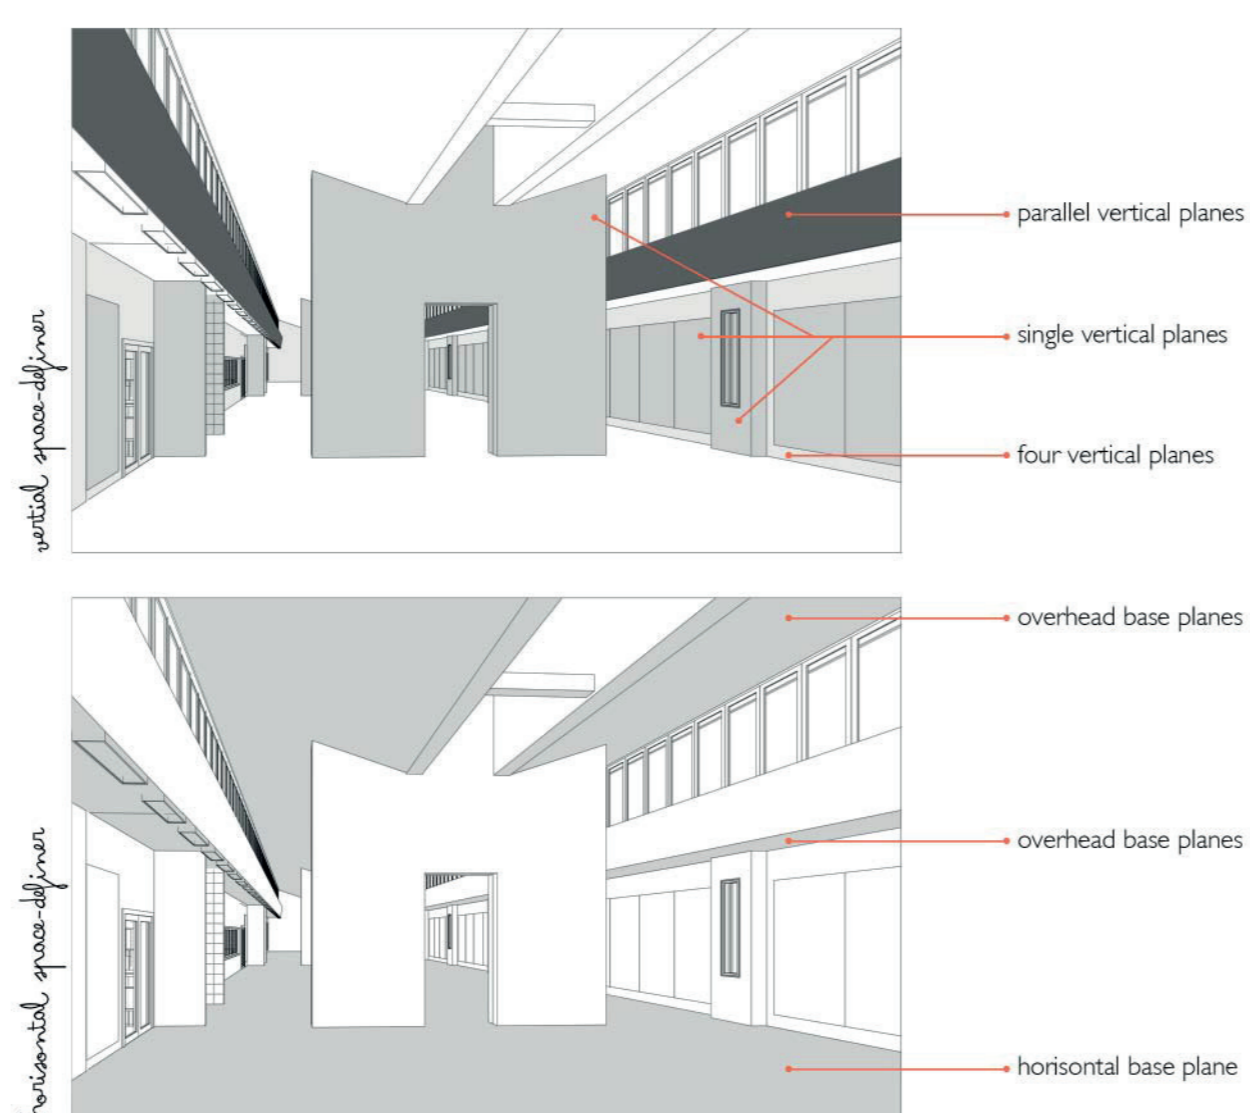 parallel vertical planes
single vertical planes
four vertical planes
vertial space-definer
overhead base planes
overhead base planes
horisontal base plane
horisontal space-definer